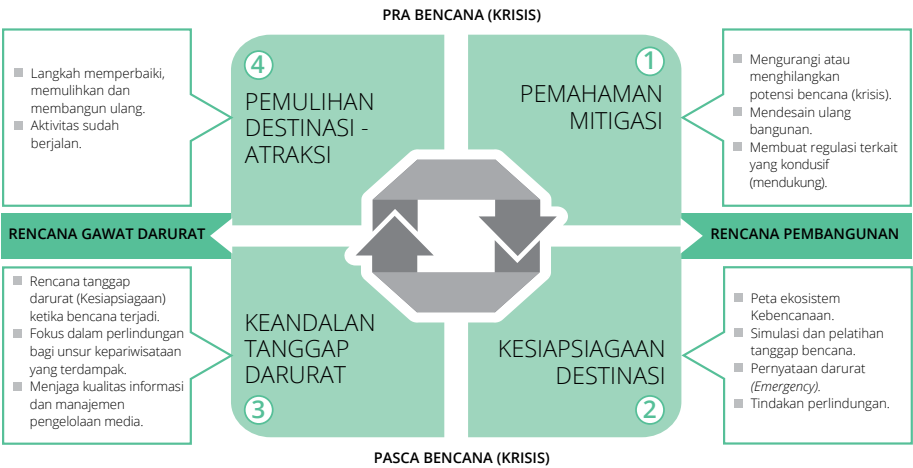 PRA BENCANA (KRISIS)
4
PEMULIHAN
DESTINASI -
ATRAKSI
Langkah memperbaiki,
memulihkan dan
membangun ulang.
Aktivitas sudah
berjalan.
1
PEMAHAMAN
MITIGASI
Mengurangi atau
menghilangkan
potensi bencana (krisis).
Mendesain ulang
bangunan.
Membuat regulasi terkait
yang kondusif
(mendukung).
RENCANA GAWAT DARURAT
RENCANA PEMBANGUNAN
Rencana tanggap
darurat (Kesiapsiagaan)
ketika bencana terjadi.
Fokus dalam perlindungan
bagi unsur kepariwisataan
yang terdampak.
Menjaga kualitas informasi
dan manajemen
pengelolaan media.
KEANDALAN
TANGGAP
DARURAT
3
KESIAPSIAGAAN
DESTINASI
2
Peta ekosistem
Kebencanaan.
Simulasi dan pelatihan
tanggap bencana.
Pernyataan darurat
(Emergency).
Tindakan perlindungan.
PASCA BENCANA (KRISIS)